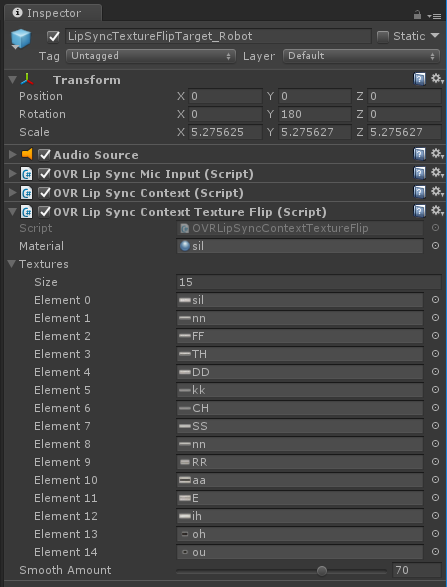 Inspector
LipSyncTextureFlipTarget_Robot Static
Tag Untagged Layer Default
Transform
Position X 0 Y 0 Z 0
Rotation X 0 Y 180 Z 0
Scale X 5.275625 Y 5.275627 Z 5.275627
Audio Source
OVR Lip Sync Mic Input (Script)
OVR Lip Sync Context (Script)
OVR Lip Sync Context Texture Flip (Script)
Script OVRLipSyncContextTextureFlip
Material sil
Textures
Size 15
Element 0 sil
Element 1 nn
Element 2 FF
Element 3 TH
Element 4 DD
Element 5 kk
Element 6 CH
Element 7 SS
Element 8 nn
Element 9 RR
Element 10 aa
Element 11 E
Element 12 ih
Element 13 oh
Element 14 ou
Smooth Amount 70